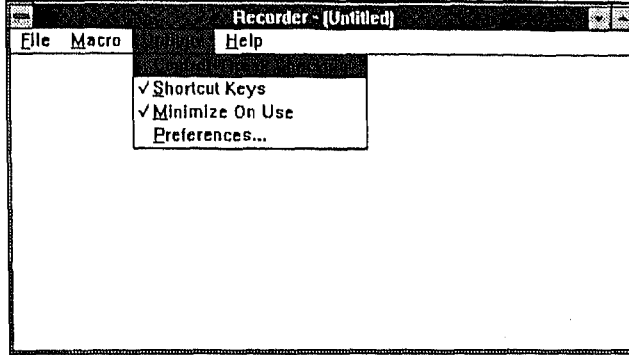 Recorder - (Untitled)
File Macro Help
√ Shortcut Keys
√ Minimize On Use
Preferences...